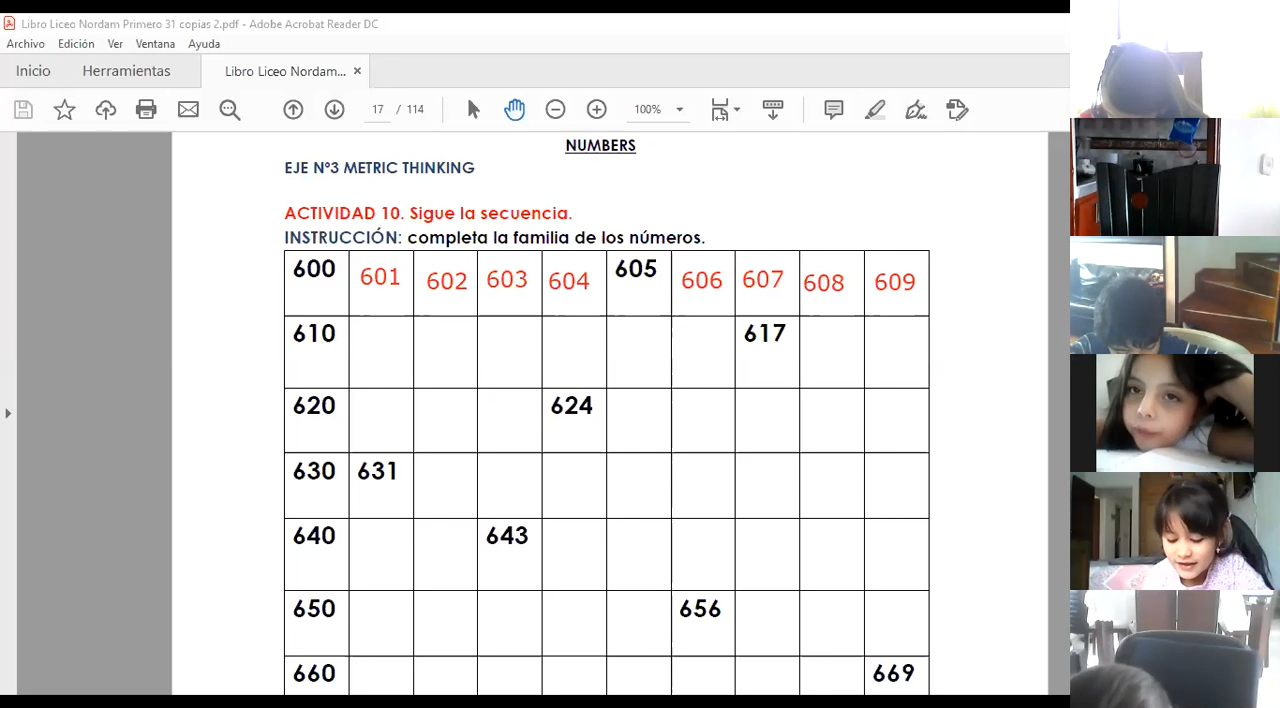 Libro Liceo Nordam Primero 31 copias 2.pdf - Adobe Acrobat Reader DC
Archivo Edición Ver Ventana Ayuda
Inicio Herramientas Libro Liceo Nordam... ×
17 / 114 100%
NUMBERS
EJE N°3 METRIC THINKING
ACTIVIDAD 10. Sigue la secuencia.
INSTRUCCIÓN: completa la familia de los números.
600 601 602 603 604 605 606 607 608 609
610 617
620 624
630 631
640 643
650 656
660 669